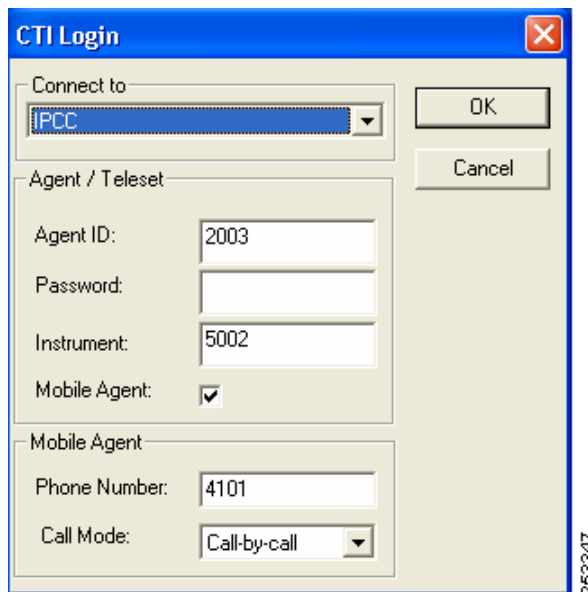 CTI Login
Connect to
IPCC
OK
Cancel
Agent / Teleset
Agent ID: 2003
Password:
Instrument: 5002
Mobile Agent:
Mobile Agent
Phone Number: 4101
Call Mode: Call-by-call